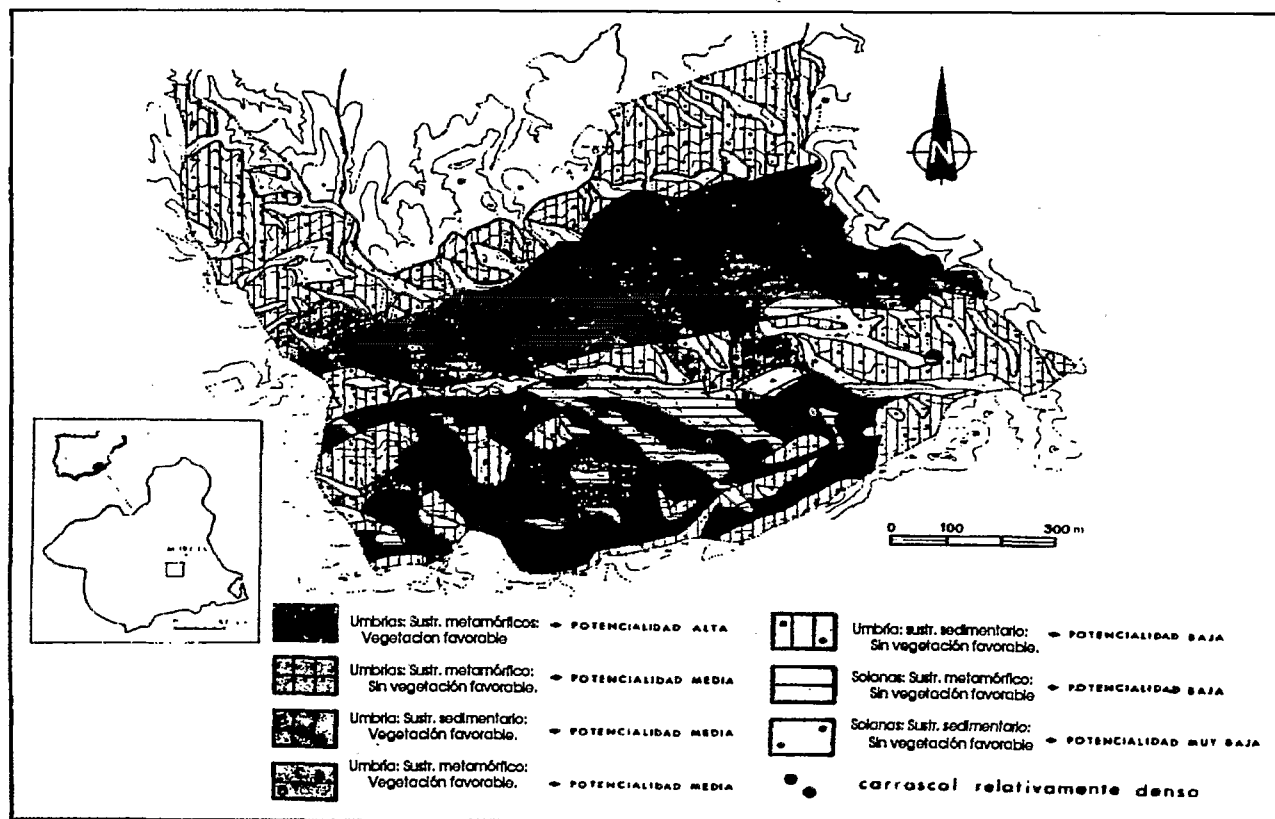 N
0 100 300 m
Umbrías: Sustr. metamórficos:
Vegetacion favorable
POTENCIALIDAD ALTA
Umbrías: Sustr. metamórfico:
Sin vegetación favorable.
POTENCIALIDAD MEDIA
Umbría: Sustr. sedimentario:
Vegetación favorable.
POTENCIALIDAD MEDIA
Umbría: Sustr. metamórfico:
Vegetación favorable.
POTENCIALIDAD MEDIA
Umbría: sustr. sedimentario:
Sin vegetación favorable.
POTENCIALIDAD BAJA
Solanas: Sustr. metamórfico:
Sin vegetación favorable
POTENCIALIDAD BAJA
Solanas: Sustr. sedimentario:
Sin vegetación favorable
POTENCIALIDAD MUY BAJA
carrascol relativamente denso